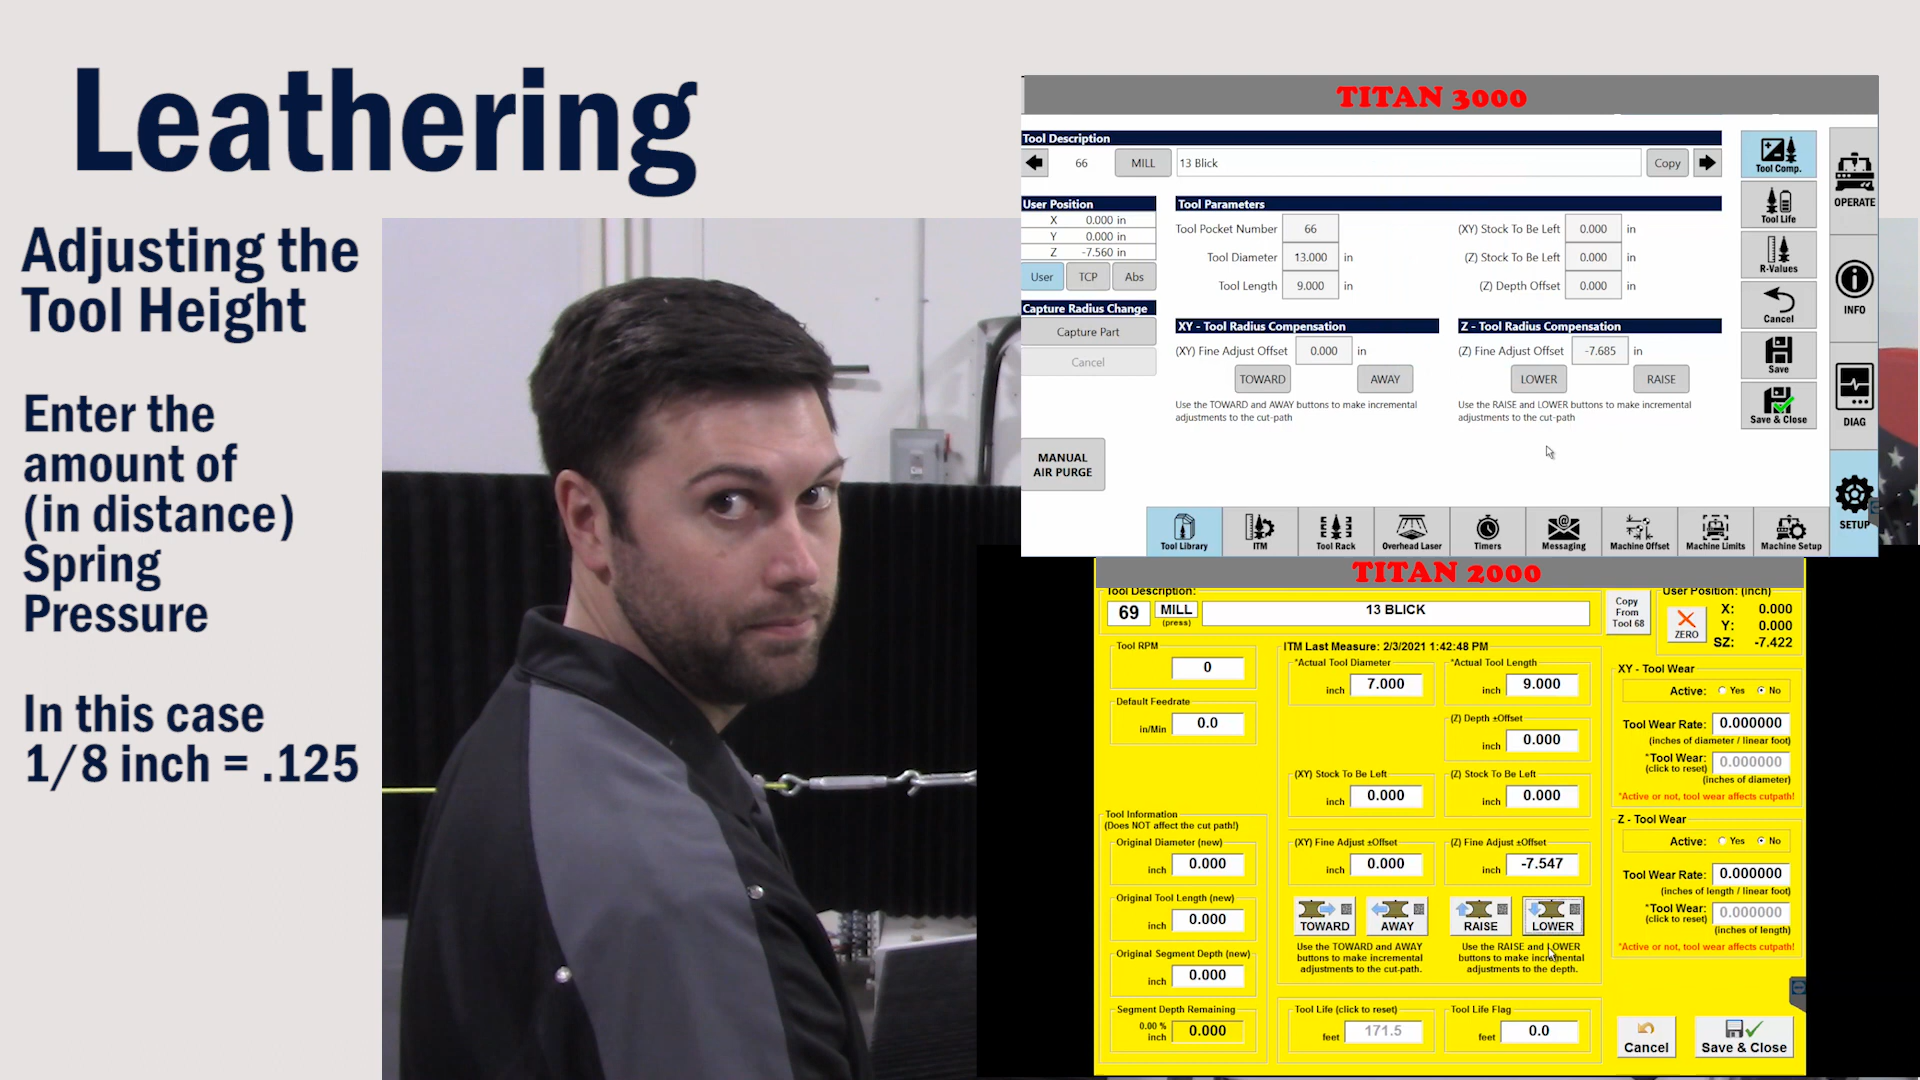 Leathering
Adjusting the
Tool Height
Enter the
amount of
(in distance)
Spring
Pressure
In this case
1/8 inch = .125
TITAN 3000
Tool Description
66 MILL 13 Blick Copy
User Position
X 0.000 in
Y 0.000 in
Z -7.560 in
User TCP Abs
Capture Radius Change
Capture Part
Cancel
MANUAL
AIR PURGE
Tool Parameters
Tool Pocket Number 66
Tool Diameter 13.000 in
Tool Length 9.000 in
(XY) Stock To Be Left 0.000 in
(Z) Stock To Be Left 0.000 in
(Z) Depth Offset 0.000 in
XY - Tool Radius Compensation
(XY) Fine Adjust Offset 0.000 in
TOWARD AWAY
Use the TOWARD and AWAY buttons to make incremental
adjustments to the cut-path
Z - Tool Radius Compensation
(Z) Fine Adjust Offset -7.685 in
LOWER RAISE
Use the RAISE and LOWER buttons to make incremental
adjustments to the cut-path
Tool Comp.
Tool Life
R-Values
Cancel
Save
Save & Close
OPERATE
INFO
DIAG
SETUP
Tool Library ITM Tool Rack Overhead Laser Timers Messaging Machine Offset Machine Limits Machine Setup
TITAN 2000
Tool Description:
69 MILL 13 BLICK
(press)
Copy
From
Tool 68
User Position: (inch)
ZERO
X: 0.000
Y: 0.000
SZ: -7.422
Tool RPM
0
Default Feedrate
in/Min 0.0
Tool Information
(Does NOT affect the cut path!)
Original Diameter (new)
inch 0.000
Original Tool Length (new)
inch 0.000
Original Segment Depth (new)
inch 0.000
Segment Depth Remaining
0.00 %
inch 0.000
ITM Last Measure: 2/3/2021 1:42:48 PM
*Actual Tool Diameter
inch 7.000
*Actual Tool Length
inch 9.000
(Z) Depth ±Offset
inch 0.000
(XY) Stock To Be Left
inch 0.000
(Z) Stock To Be Left
inch 0.000
(XY) Fine Adjust ±Offset
inch 0.000
(Z) Fine Adjust ±Offset
inch -7.547
TOWARD AWAY RAISE LOWER
Use the TOWARD and AWAY
buttons to make incremental
adjustments to the cut-path.
Use the RAISE and LOWER
buttons to make incremental
adjustments to the depth.
Tool Life (click to reset)
feet 171.5
Tool Life Flag
feet 0.0
XY - Tool Wear
Active: Yes No
Tool Wear Rate: 0.000000
(inches of diameter / linear foot)
*Tool Wear: 0.000000
(click to reset)
(inches of diameter)
*Active or not, tool wear affects cutpath!
Z - Tool Wear
Active: Yes No
Tool Wear Rate: 0.000000
(inches of length / linear foot)
*Tool Wear: 0.000000
(click to reset)
(inches of length)
*Active or not, tool wear affects cutpath!
Cancel
Save & Close